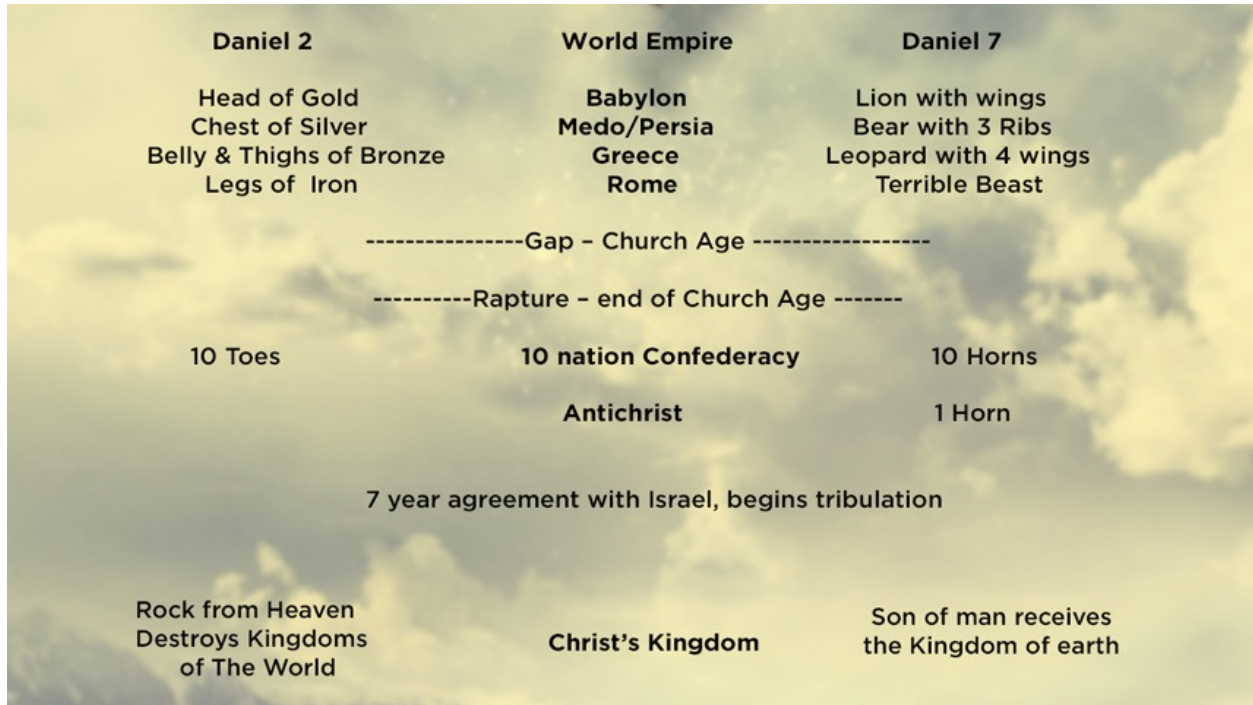 Daniel 2 World Empire Daniel 7
Head of Gold Babylon Lion with wings
Chest of Silver Medo/Persia Bear with 3 Ribs
Belly & Thighs of Bronze Greece Leopard with 4 wings
Legs of Iron Rome Terrible Beast
----------------Gap – Church Age ------------------
----------Rapture – end of Church Age -------
10 Toes 10 nation Confederacy 10 Horns
Antichrist 1 Horn
7 year agreement with Israel, begins tribulation
Rock from Heaven
Destroys Kingdoms
of The World
Christ’s Kingdom
Son of man receives
the Kingdom of earth